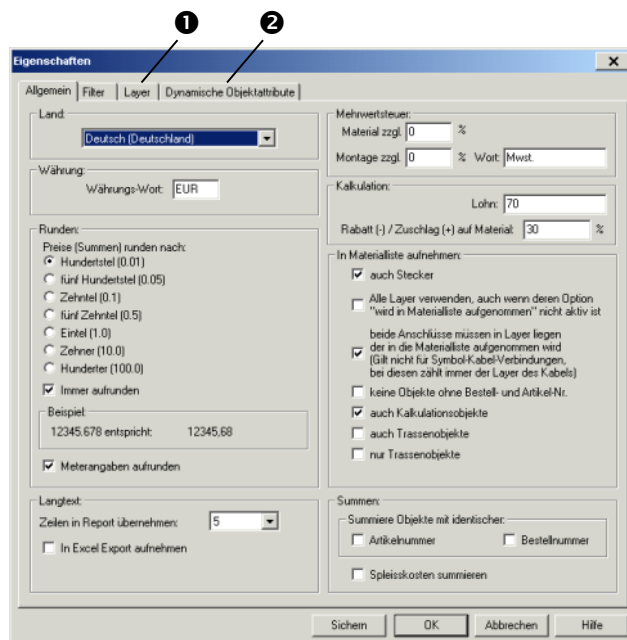 ❶ ❷
Eigenschaften
Allgemein Filter Layer Dynamische Objektattribute
Land:
Deutsch (Deutschland)
Währung:
Währungs-Wort: EUR
Runden:
Preise (Summen) runden nach:
Hundertstel (0.01)
fünf Hundertstel (0.05)
Zehntel (0.1)
fünf Zehntel (0.5)
Eintel (1.0)
Zehner (10.0)
Hunderter (100.0)
Immer aufrunden
Beispiel:
12345.678 entspricht: 12345,68
Meterangaben aufrunden
Langtext:
Zeilen in Report übernehmen: 5
In Excel Export aufnehmen
Mehrwertsteuer:
Material zzgl. 0 %
Montage zzgl. 0 % Wort: Mwst.
Kalkulation:
Lohn: 70
Rabatt (-) / Zuschlag (+) auf Material: 30 %
In Materialliste aufnehmen:
auch Stecker
Alle Layer verwenden, auch wenn deren Option
"wird in Materialliste aufgenommen" nicht aktiv ist
beide Anschlüsse müssen in Layer liegen
der in die Materialliste aufgenommen wird
(Gilt nicht für Symbol-Kabel-Verbindungen,
bei diesen zählt immer der Layer des Kabels)
keine Objekte ohne Bestell- und Artikel-Nr.
auch Kalkulationsobjekte
auch Trassenobjekte
nur Trassenobjekte
Summen:
Summiere Objekte mit identischer:
Artikelnummer Bestellnummer
Spleisskosten summieren
Sichern OK Abbrechen Hilfe